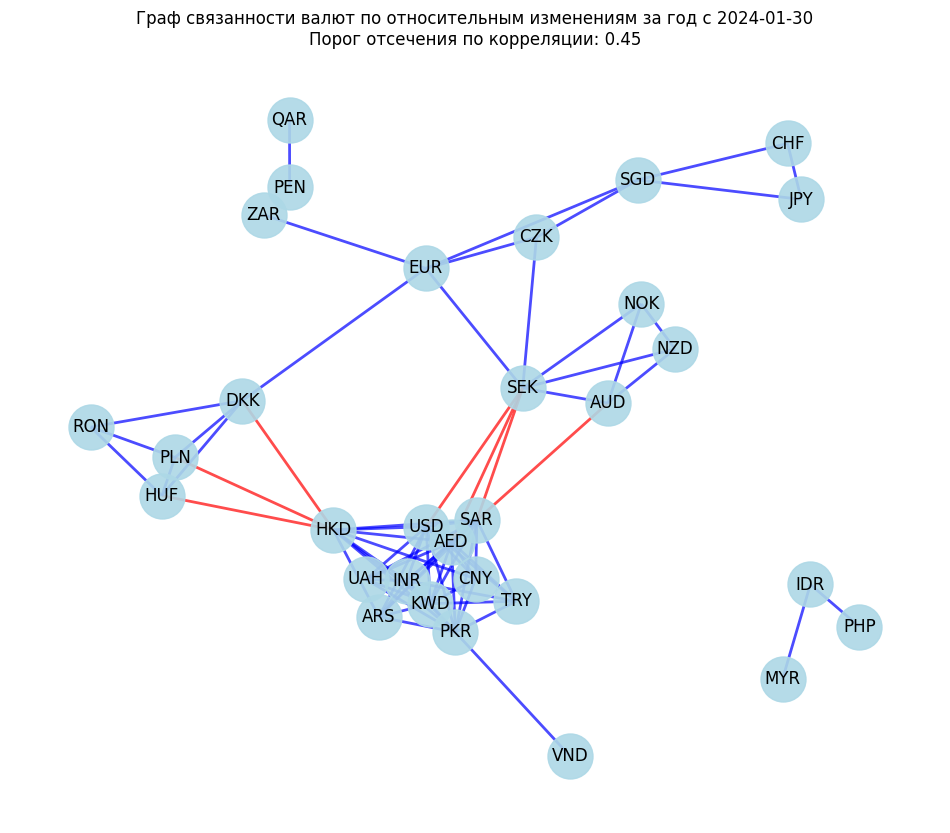 Граф связанности валют по относительным изменениям за год с 2024-01-30
Порог отсечения по корреляции: 0.45
QAR
CHF
SGD
PEN
JPY
ZAR
CZK
EUR
NOK
NZD
SEK
DKK
AUD
RON
PLN
HUF
SAR
USD
HKD
AED
UAH
INR
CNY
IDR
TRY
KWD
ARS
PHP
PKR
MYR
VND